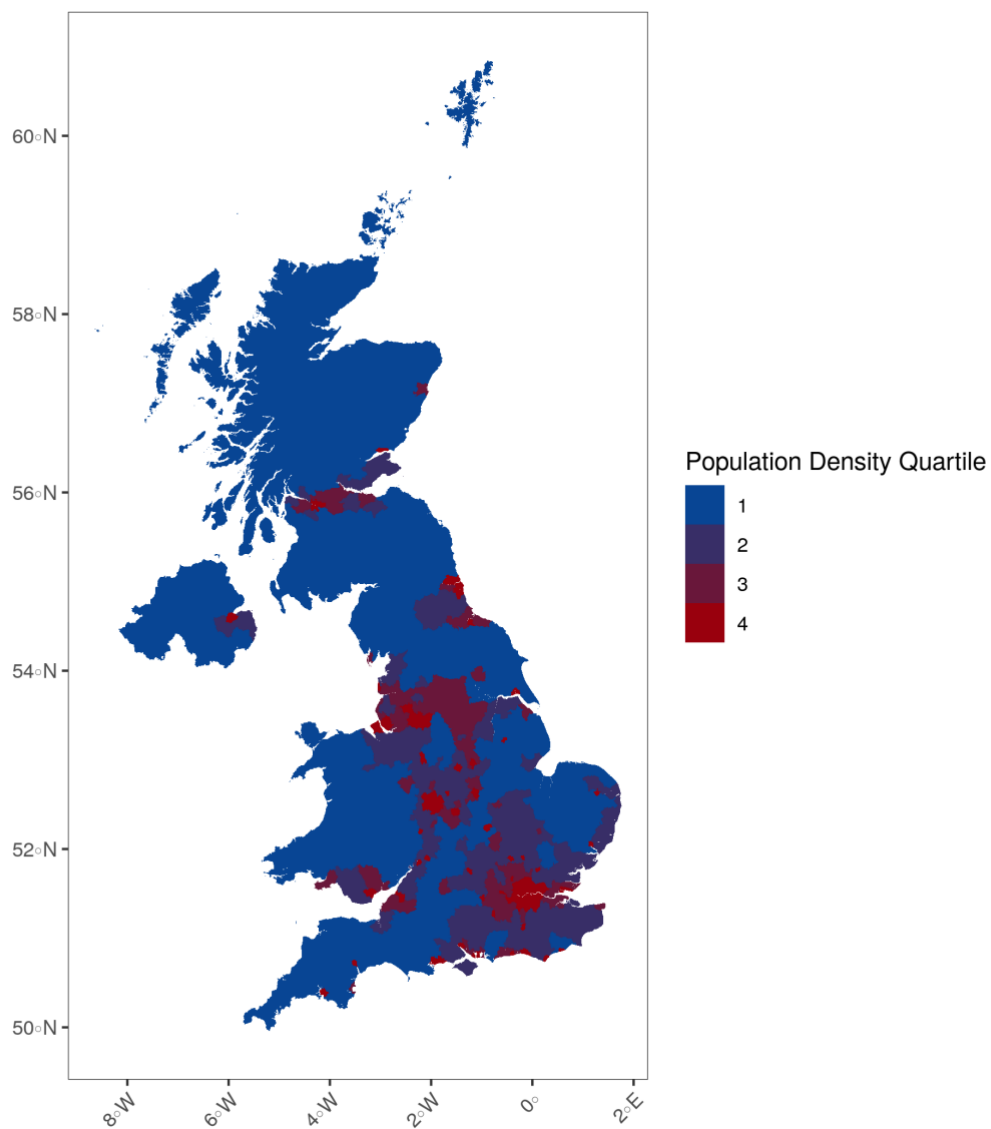 60○N
58○N
56○N
54○N
52○N
50○N
8○W
6○W
4○W
2○W
0○
2○E
Population Density Quartile
1
2
3
4